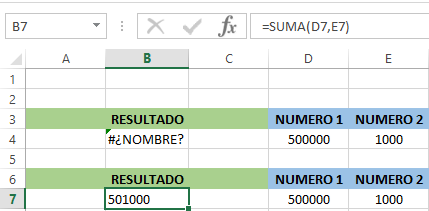 B7 fx =SUMA(D7,E7)
A B C D E
1
2
3 RESULTADO NUMERO 1 NUMERO 2
4 #¿NOMBRE? 500000 1000
5
6 RESULTADO NUMERO 1 NUMERO 2
7 501000 500000 1000